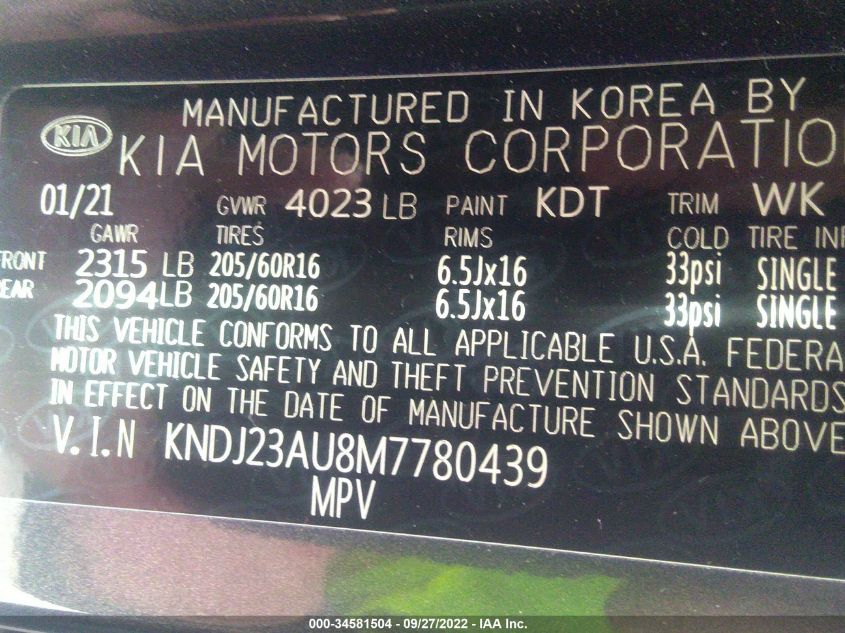 MANUFACTURED IN KOREA BY
KIA KIA MOTORS CORPORATIO
01/21 GVWR 4023 LB PAINT KDT TRIM WK
GAWR TIRES RIMS COLD TIRE INF
FRONT 2315 LB 205/60R16 6.5Jx16 33psi SINGLE
REAR 2094LB 205/60R16 6.5Jx16 33psi SINGLE
THIS VEHICLE CONFORMS TO ALL APPLICABLE U.S.A. FEDERA
MOTOR VEHICLE SAFETY AND THEFT PREVENTION STANDARDS
IN EFFECT ON THE DATE OF MANUFACTURE SHOWN ABOVE
V.I.N KNDJ23AU8M7780439
MPV
000-34581504 - 09/27/2022 - IAA Inc.